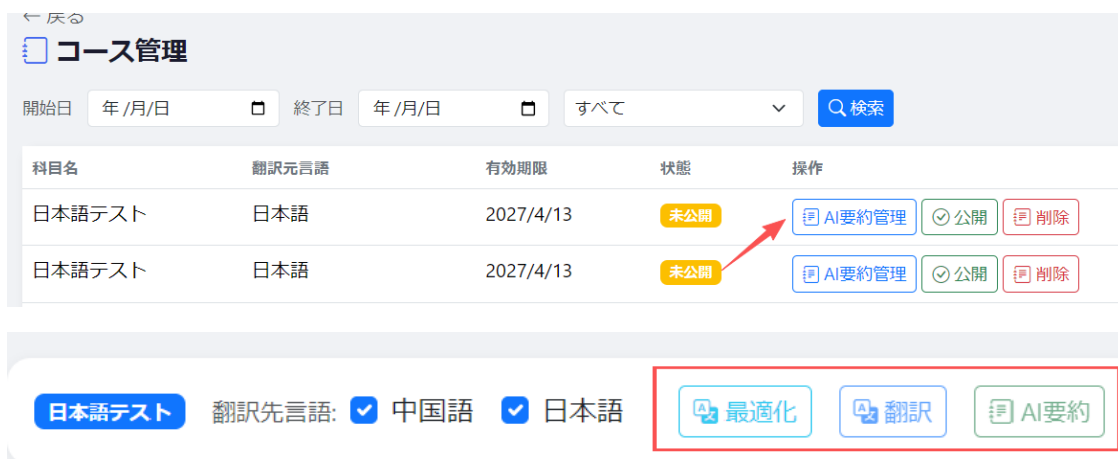 ← 戻る
コース管理
開始日 年/月/日 終了日 年/月/日 すべて 検索
科目名 翻訳元言語 有効期限 状態 操作
日本語テスト 日本語 2027/4/13 未公開 AI要約管理 公開 削除
日本語テスト 日本語 2027/4/13 未公開 AI要約管理 公開 削除
日本語テスト 翻訳先言語: 中国語 日本語 最適化 翻訳 AI要約